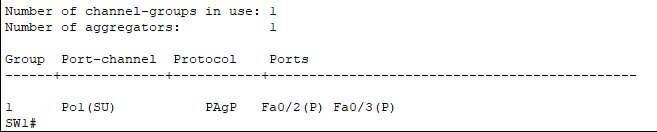 Number of channel-groups in use: 1
Number of aggregators:           1
Group  Port-channel  Protocol    Ports
------+-------------+-----------+-----------------------------------------------
1      Po1(SU)           PAgP   Fa0/2(P) Fa0/3(P)
SW1#